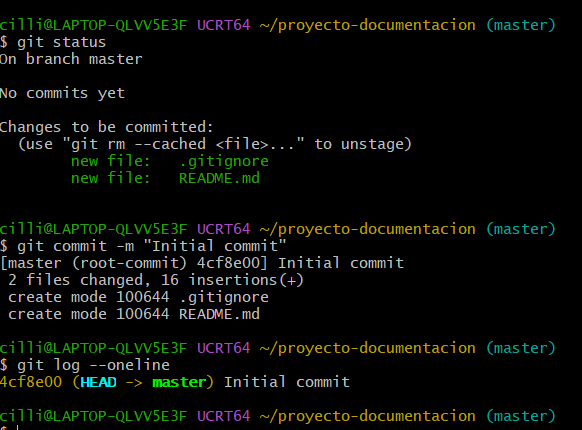 cilli@LAPTOP-QLVV5E3F UCRT64 ~/proyecto-documentacion (master)
$ git status
On branch master
No commits yet
Changes to be committed:
  (use "git rm --cached <file>..." to unstage)
        new file:   .gitignore
        new file:   README.md
cilli@LAPTOP-QLVV5E3F UCRT64 ~/proyecto-documentacion (master)
$ git commit -m "Initial commit"
[master (root-commit) 4cf8e00] Initial commit
 2 files changed, 16 insertions(+)
 create mode 100644 .gitignore
 create mode 100644 README.md
cilli@LAPTOP-QLVV5E3F UCRT64 ~/proyecto-documentacion (master)
$ git log --oneline
4cf8e00 (HEAD -> master) Initial commit
cilli@LAPTOP-QLVV5E3F UCRT64 ~/proyecto-documentacion (master)